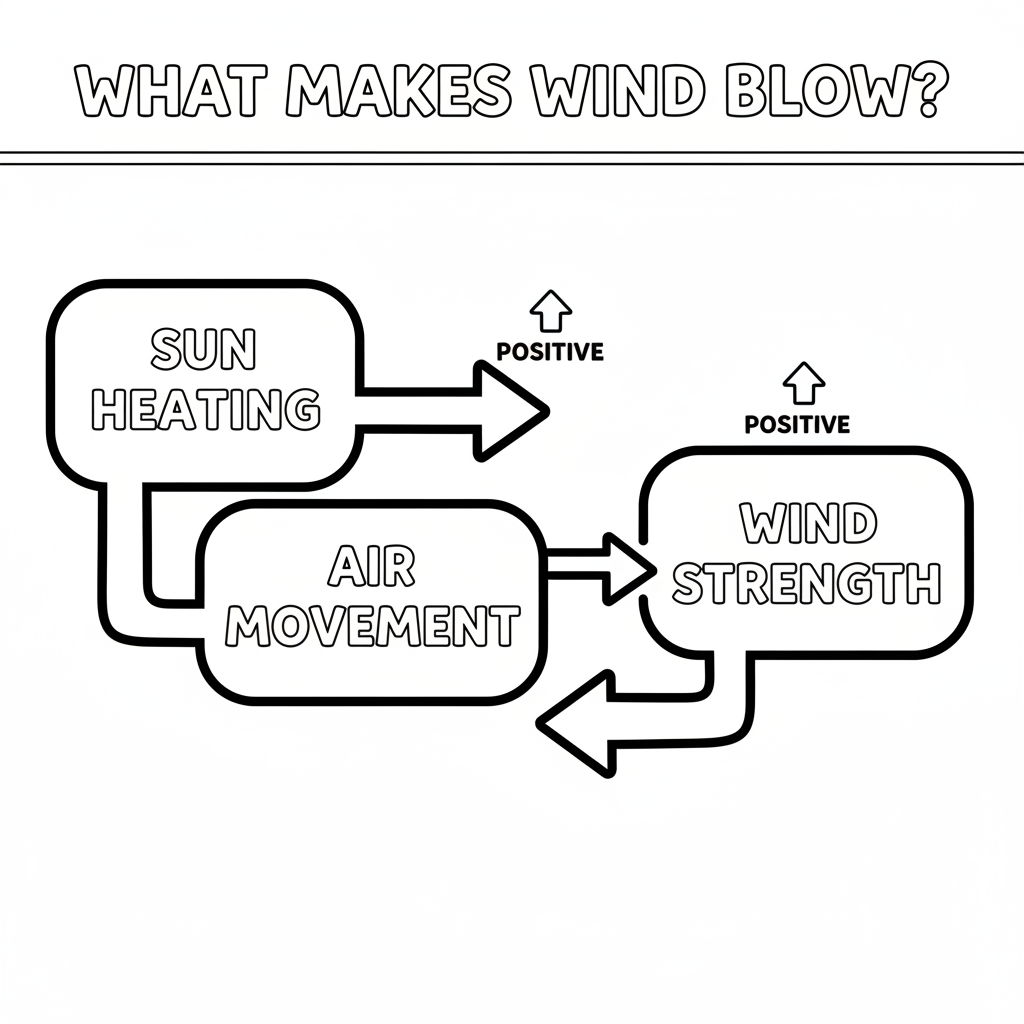 WHAT MAKES WIND BLOW?
SUN
HEATING
POSITIVE
POSITIVE
AIR
MOVEMENT
WIND
STRENGTH